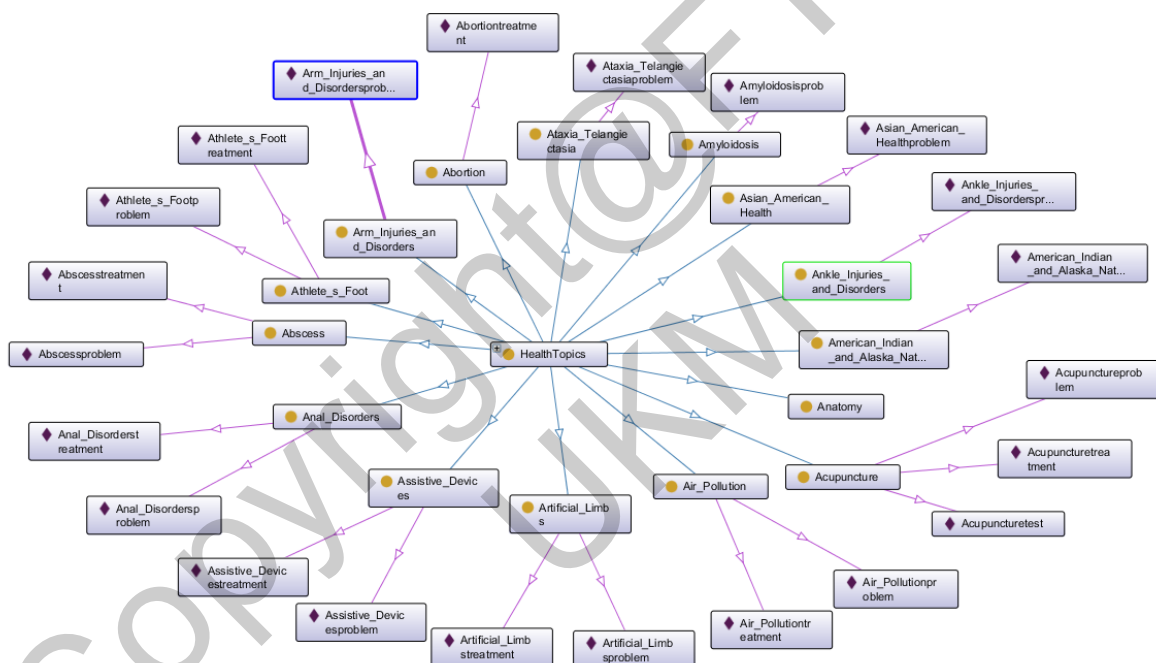 Abortiontreatme
nt
Arm_Injuries_an
d_Disordersprob...
Ataxia_Telangie
ctasiaproblem
Amyloidosisprob
lem
Athlete_s_Foott
reatment
Ataxia_Telangie
ctasia
Amyloidosis
Asian_American_
Healthproblem
Abortion
Athlete_s_Footp
roblem
Asian_American_
Health
Ankle_Injuries_
and_Disorderspr...
Arm_Injuries_an
d_Disorders
Abscesstreatmen
t
Athlete_s_Foot
Ankle_Injuries_
and_Disorders
American_Indian
_and_Alaska_Nat...
Abscess
Abscessproblem
HealthTopics
American_Indian
_and_Alaska_Nat...
Acupunctureprob
lem
Anatomy
Anal_Disorders
Anal_Disorderst
reatment
Acupuncturetrea
tment
Assistive_Devic
es
Air_Pollution
Acupuncture
Anal_Disordersp
roblem
Artificial_Limb
s
Acupuncturetest
Assistive_Devic
estreatment
Air_Pollutionpr
oblem
Assistive_Devic
esproblem
Artificial_Limb
streatment
Artificial_Limb
sproblem
Air_Pollutiontr
eatment
Copyright@FT
UKM